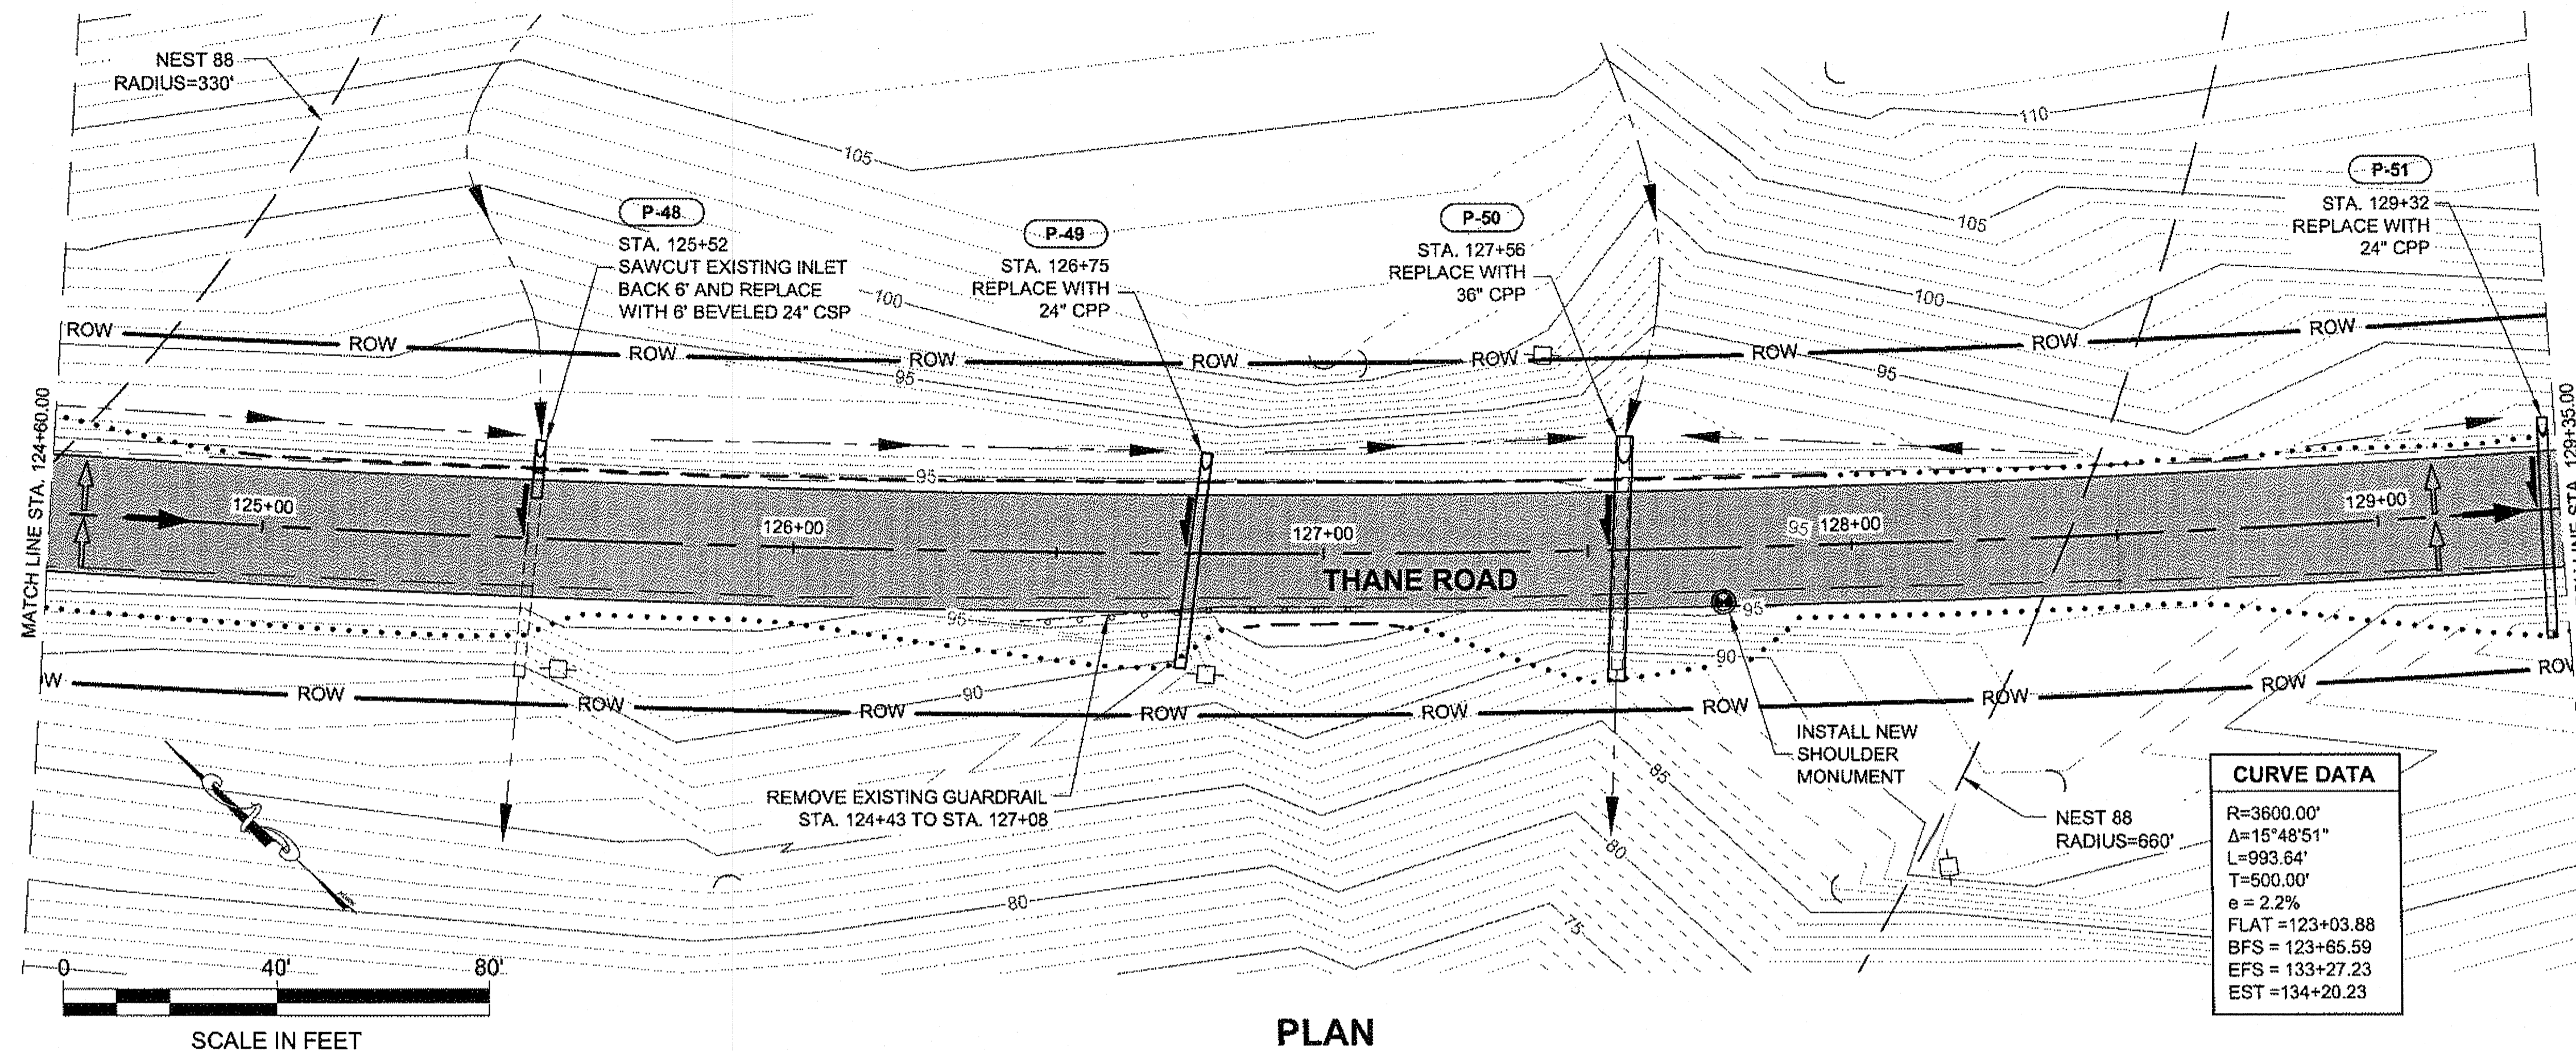 NEST 88
RADIUS=330'
105
110
P-48
STA. 125+52
SAWCUT EXISTING INLET
BACK 6' AND REPLACE
WITH 6' BEVELED 24" CSP
P-49
STA. 126+75
REPLACE WITH
24" CPP
P-50
STA. 127+56
REPLACE WITH
36" CPP
P-51
STA. 129+32
REPLACE WITH
24" CPP
105
100
100
ROW ROW ROW ROW ROW ROW ROW ROW ROW
95
95
MATCH LINE STA. 124+60.00
MATCH LINE STA. 129+35.00
95
125+00
126+00
127+00
95
128+00
129+00
THANE ROAD
95
95
90
90
ROW ROW ROW ROW ROW ROW ROW ROW ROW
INSTALL NEW
SHOULDER
MONUMENT
REMOVE EXISTING GUARDRAIL
STA. 124+43 TO STA. 127+08
85
80
80
75
NEST 88
RADIUS=660'
CURVE DATA
R=3600.00'
Δ=15°48'51"
L=993.64'
T=500.00'
e = 2.2%
FLAT =123+03.88
BFS = 123+65.59
EFS = 133+27.23
EST =134+20.23
0 40' 80'
SCALE IN FEET
PLAN